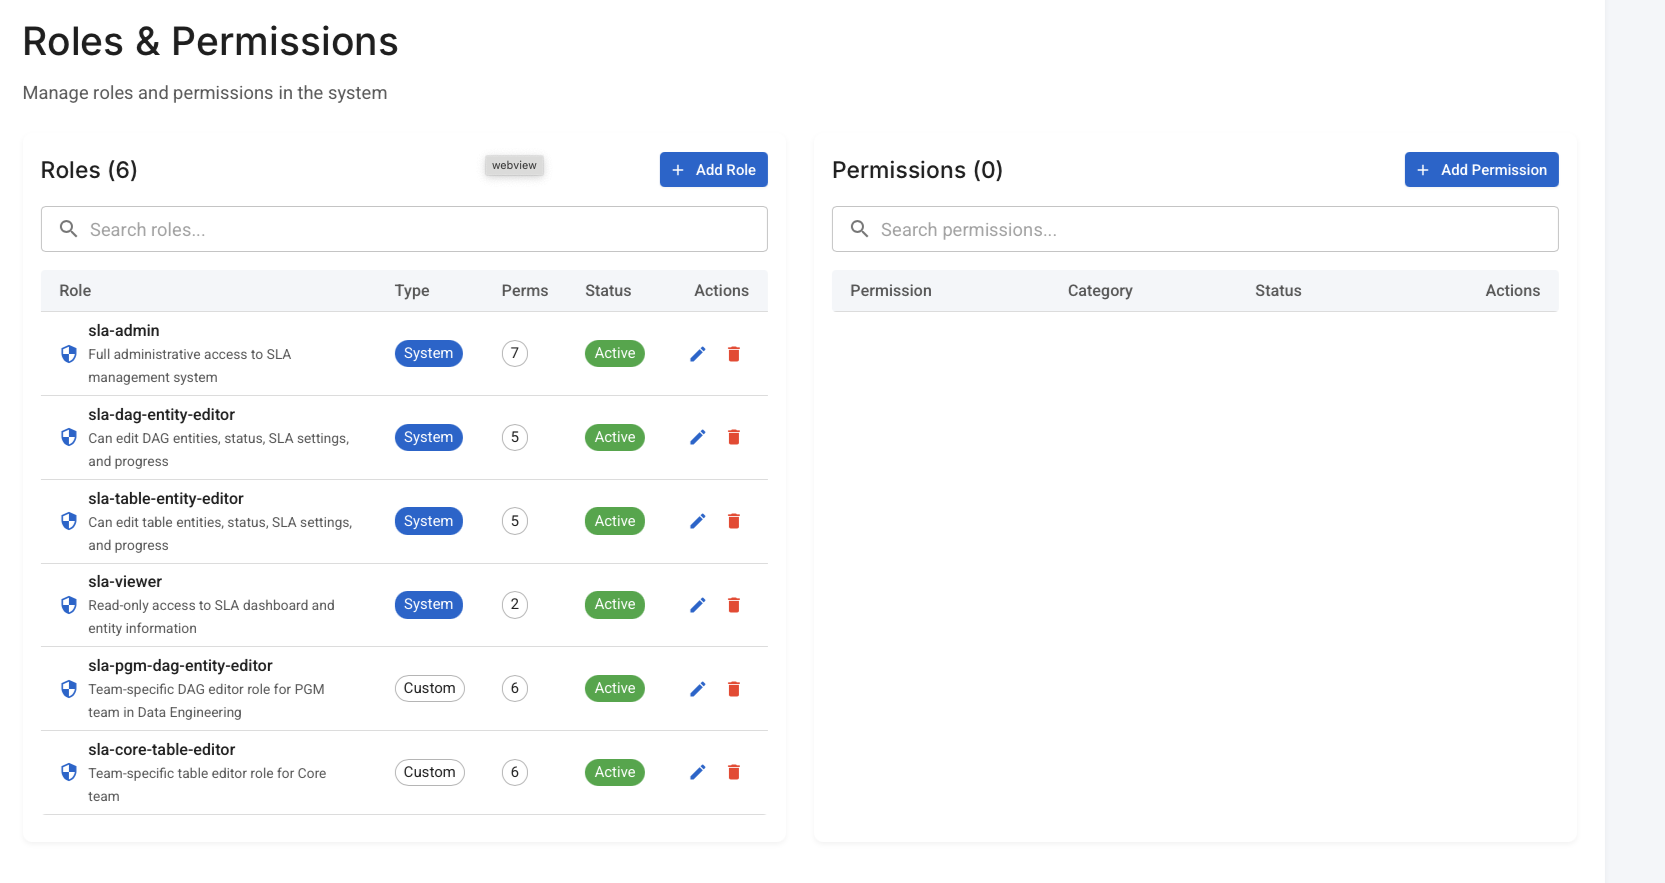 Roles & Permissions
Manage roles and permissions in the system
Roles (6)
webview
+ Add Role
Search roles...
Role Type Perms Status Actions
sla-admin
Full administrative access to SLA
management system
System 7 Active
sla-dag-entity-editor
Can edit DAG entities, status, SLA settings,
and progress
System 5 Active
sla-table-entity-editor
Can edit table entities, status, SLA settings,
and progress
System 5 Active
sla-viewer
Read-only access to SLA dashboard and
entity information
System 2 Active
sla-pgm-dag-entity-editor
Team-specific DAG editor role for PGM
team in Data Engineering
Custom 6 Active
sla-core-table-editor
Team-specific table editor role for Core
team
Custom 6 Active
Permissions (0)
+ Add Permission
Search permissions...
Permission Category Status Actions